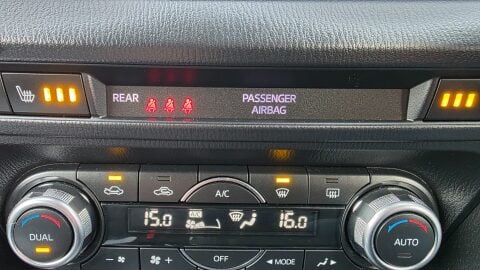 REAR
PASSENGER
AIRBAG
A/C
15.0
A/C
16.0
DUAL
AUTO
OFF
◄ MODE ►